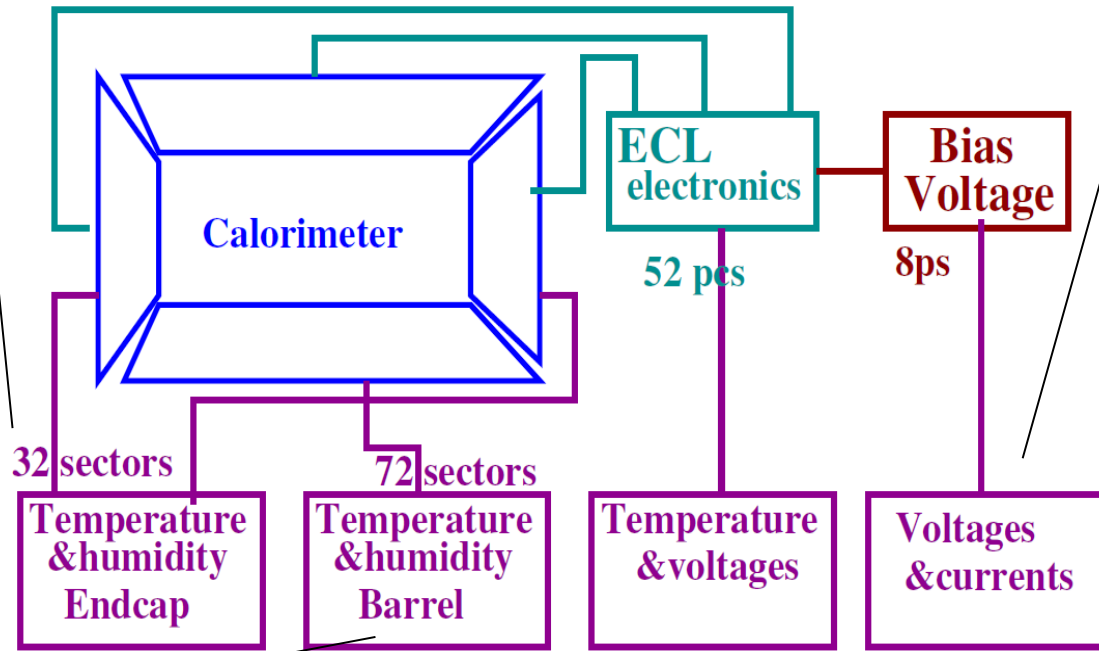 ECL
electronics
Bias
Voltage
Calorimeter
52 pcs
8ps
32 sectors
72 sectors
Temperature
&humidity
Endcap
Temperature
&humidity
Barrel
Temperature
&voltages
Voltages
&currents